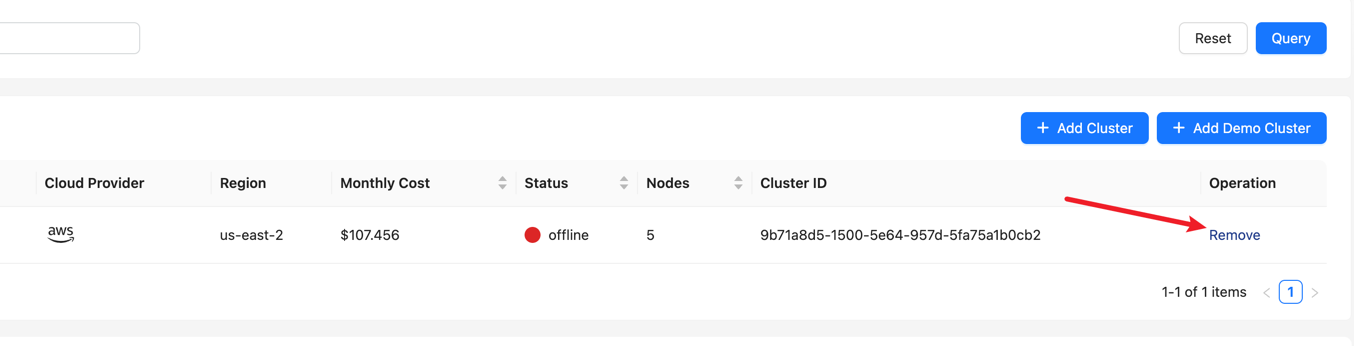 Reset Query
+ Add Cluster + Add Demo Cluster
Cloud Provider Region Monthly Cost Status Nodes Cluster ID Operation
aws us-east-2 $107.456 offline 5 9b71a8d5-1500-5e64-957d-5fa75a1b0cb2 Remove
1-1 of 1 items < 1 >